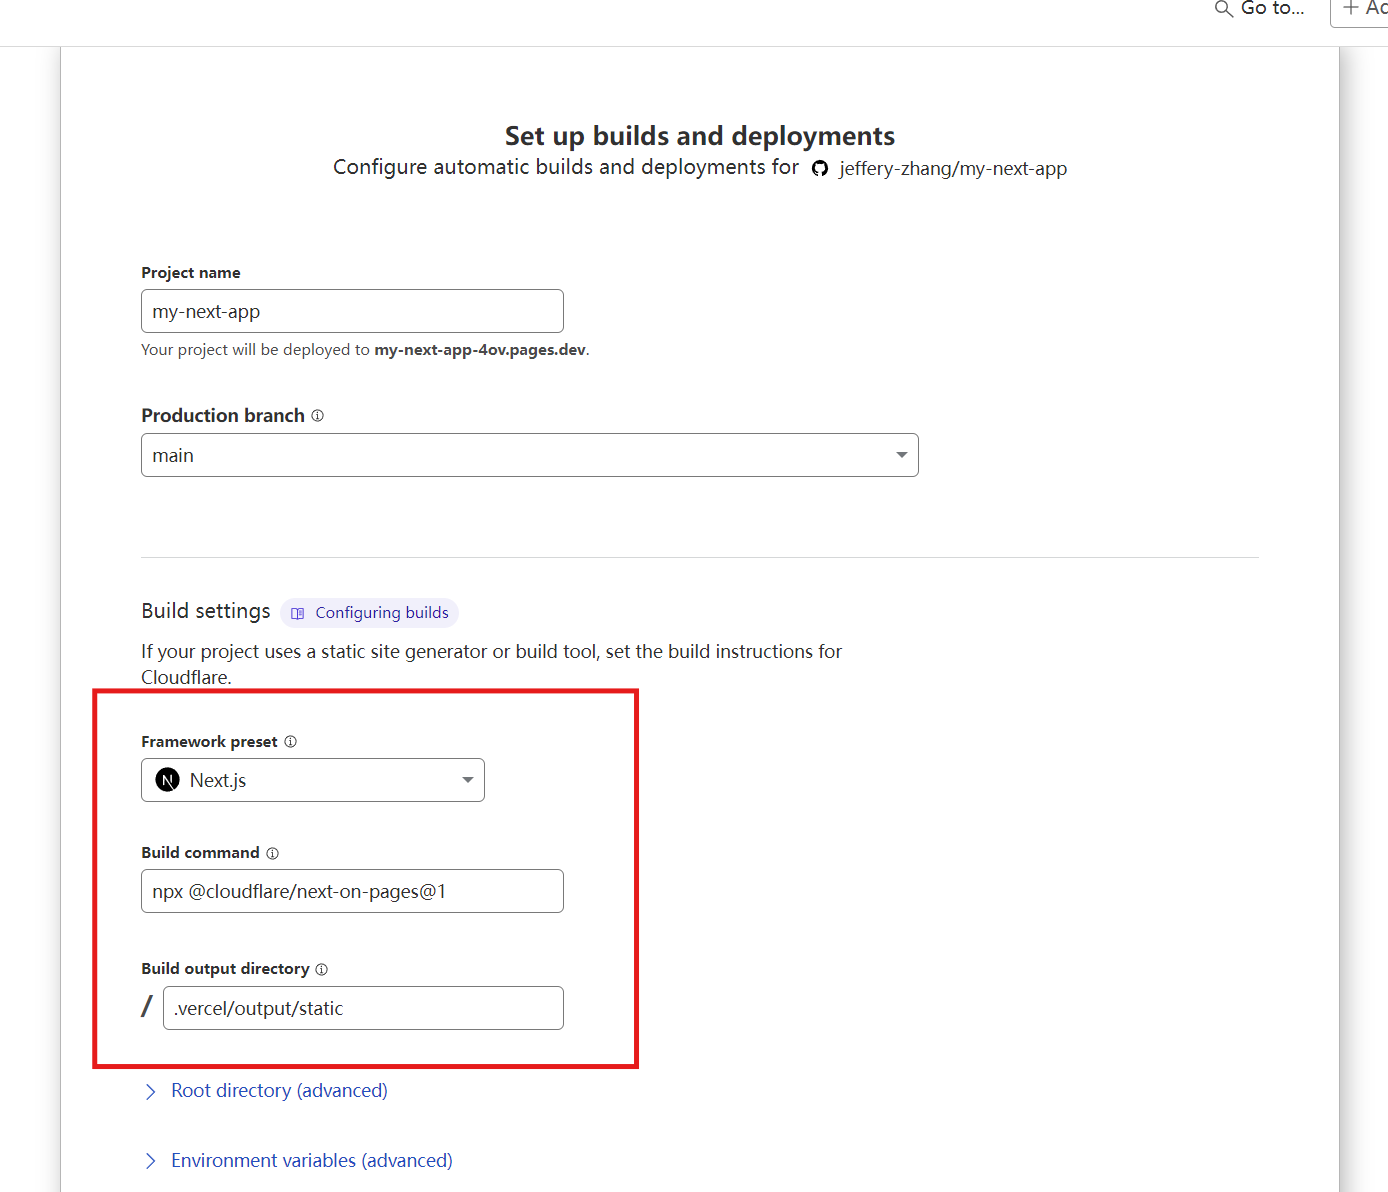 Go to...
Set up builds and deployments
Configure automatic builds and deployments for jeffery-zhang/my-next-app
Project name
my-next-app
Your project will be deployed to my-next-app-4ov.pages.dev.
Production branch
main
Build settings Configuring builds
If your project uses a static site generator or build tool, set the build instructions for
Cloudflare.
Framework preset
Next.js
Build command
npx @cloudflare/next-on-pages@1
Build output directory
/ .vercel/output/static
Root directory (advanced)
Environment variables (advanced)